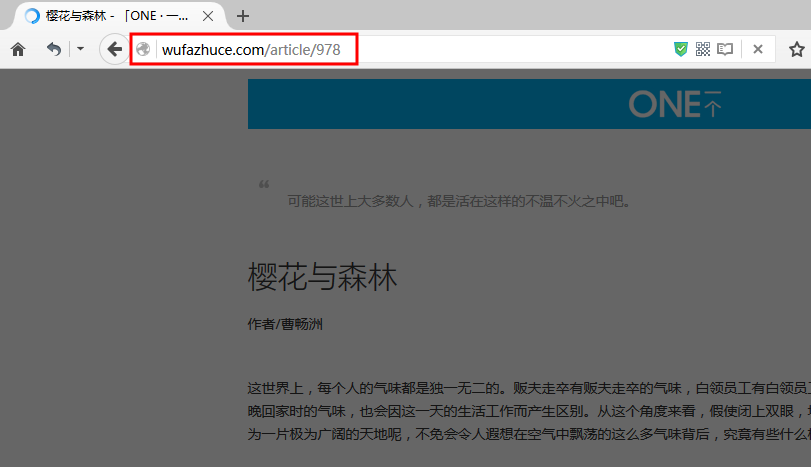 樱花与森林 - 「ONE · 一...
wufazhuce.com/article/978
ONE一个
❝
可能这世上大多数人，都是活在这样的不温不火之中吧。
樱花与森林
作者/曹畅洲
这世界上，每个人的气味都是独一无二的。贩夫走卒有贩夫走卒的气味，白领员工有白领员
晚回家时的气味，也会因这一天的生活工作而产生区别。从这个角度来看，假使闭上双眼，
为一片极为广阔的天地呢，不免会令人遐想在空气中飘荡的这么多气味背后，究竟有些什么